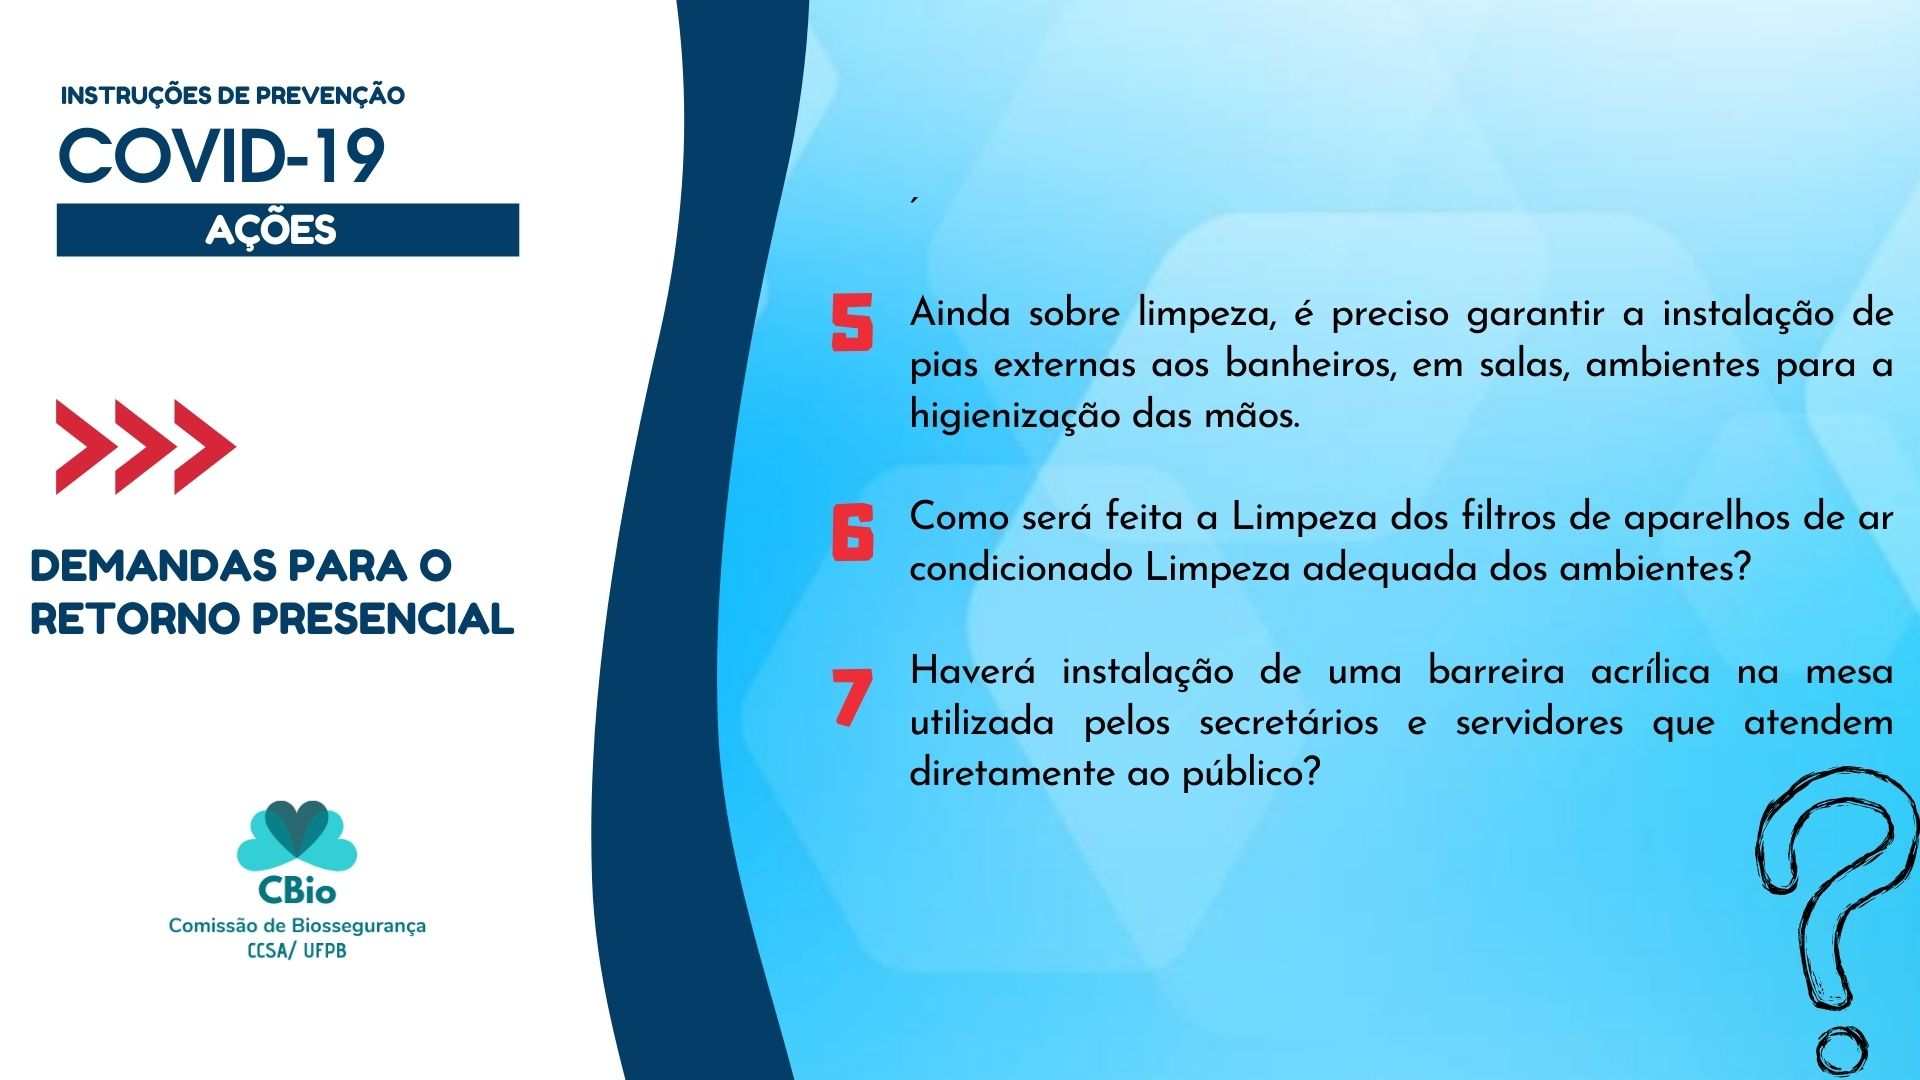 INSTRUÇÕES DE PREVENÇÃO
COVID-19
AÇÕES
DEMANDAS PARA O
RETORNO PRESENCIAL
CBio
Comissão de Biossegurança
CCSA/ UFPB
´
5 Ainda sobre limpeza, é preciso garantir a instalação de
pias externas aos banheiros, em salas, ambientes para a
higienização das mãos.
6 Como será feita a Limpeza dos filtros de aparelhos de ar
condicionado Limpeza adequada dos ambientes?
7 Haverá instalação de uma barreira acrílica na mesa
utilizada pelos secretários e servidores que atendem
diretamente ao público?
?